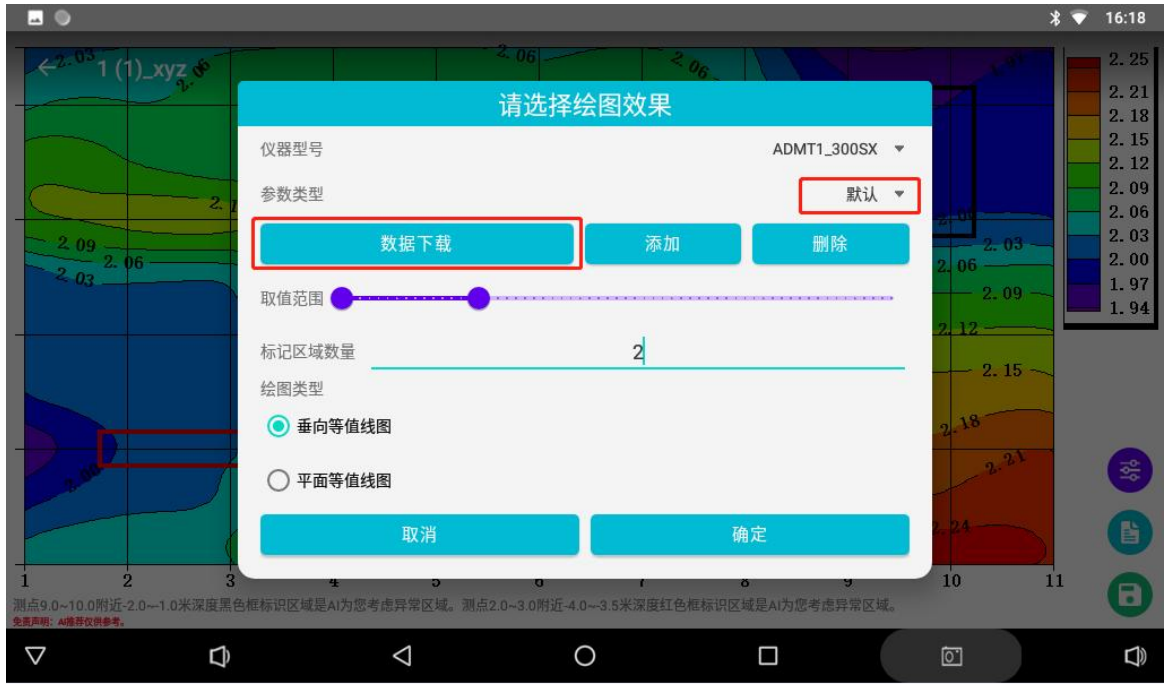 16:18
1 (1)_xyz
2.03
2.06
2.06
2.06
请选择绘图效果
仪器型号
ADMT1_300SX
参数类型
默认
数据下载
添加
删除
取值范围
标记区域数量
2
绘图类型
垂向等值线图
平面等值线图
取消
确定
2.09
2.06
2.03
2.00
2.03
2.06
2.09
2.12
2.15
2.18
2.21
2.24
2.25
2.21
2.18
2.15
2.12
2.09
2.06
2.03
2.00
1.97
1.94
1 2 3 4 5 6 7 8 9 10 11
测点9.0~10.0附近-2.0~-1.0米深度黑色框标识区域是AI为您考虑异常区域。测点2.0~3.0附近-4.0~-3.5米深度红色框标识区域是AI为您考虑异常区域。
免责声明：AI推荐仅供参考。